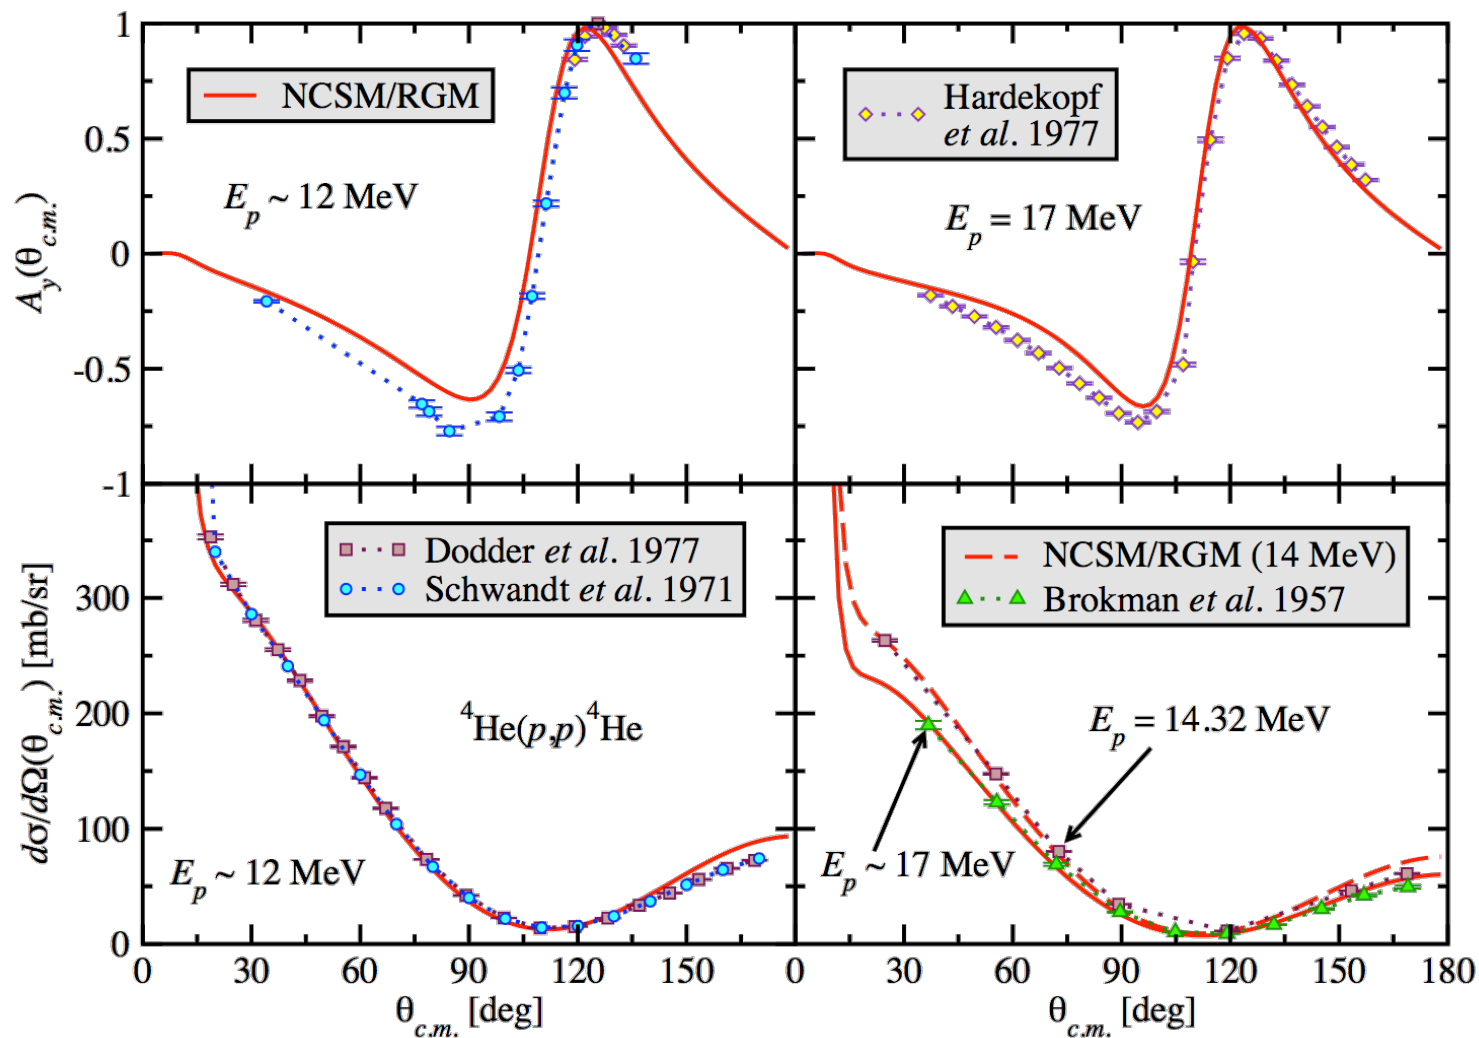 1
0.5
0
-0.5
-1
A_y(θ_c.m.)
NCSM/RGM
E_p ~ 12 MeV
Hardekopf
et al. 1977
E_p = 17 MeV
300
200
100
0
dσ/dΩ(θ_c.m.) [mb/sr]
Dodder et al. 1977
Schwandt et al. 1971
⁴He(p,p)⁴He
E_p ~ 12 MeV
NCSM/RGM (14 MeV)
Brokman et al. 1957
E_p = 14.32 MeV
E_p ~ 17 MeV
0 30 60 90 120 150 0 30 60 90 120 150 180
θ_c.m. [deg] θ_c.m. [deg]